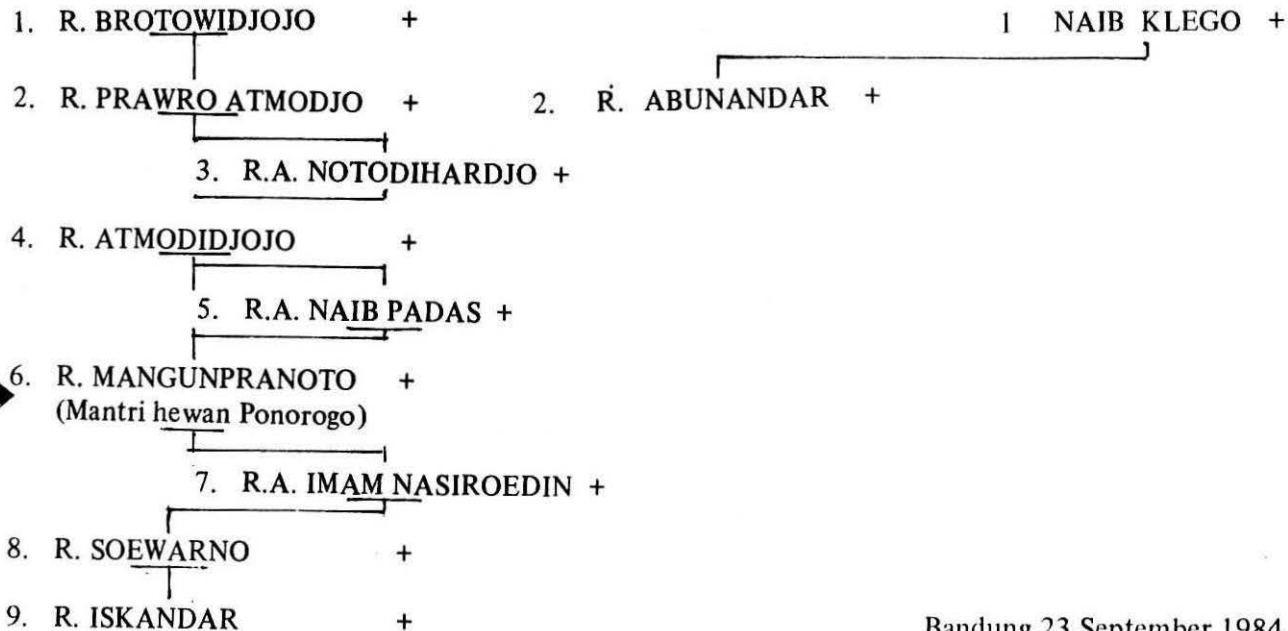 1. R. BROTOWIDJOJO + 1 NAIB KLEGO +
2. R. PRAWRO ATMODJO + 2. R. ABUNANDAR +
3. R.A. NOTODIHARDJO +
4. R. ATMODIDJOJO +
5. R.A. NAIB PADAS +
6. R. MANGUNPRANOTO +
(Mantri hewan Ponorogo)
7. R.A. IMAM NASIROEDIN +
8. R. SOEWARNO +
9. R. ISKANDAR +
Bandung 23 September 1984